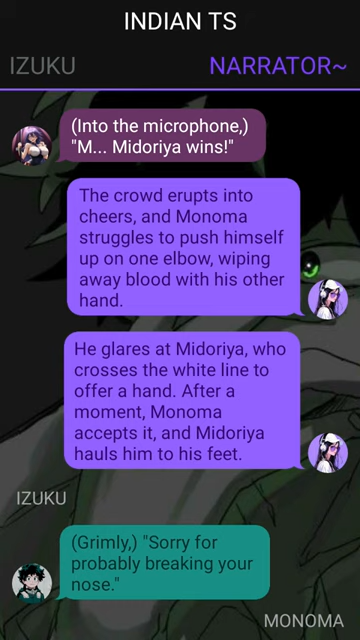 INDIAN TS
IZUKU
NARRATOR~
(Into the microphone,)
"M... Midoriya wins!"
The crowd erupts into
cheers, and Monoma
struggles to push himself
up on one elbow, wiping
away blood with his other
hand.
He glares at Midoriya, who
crosses the white line to
offer a hand. After a
moment, Monoma
accepts it, and Midoriya
hauls him to his feet.
IZUKU
(Grimly,) "Sorry for
probably breaking your
nose."
MONOMA